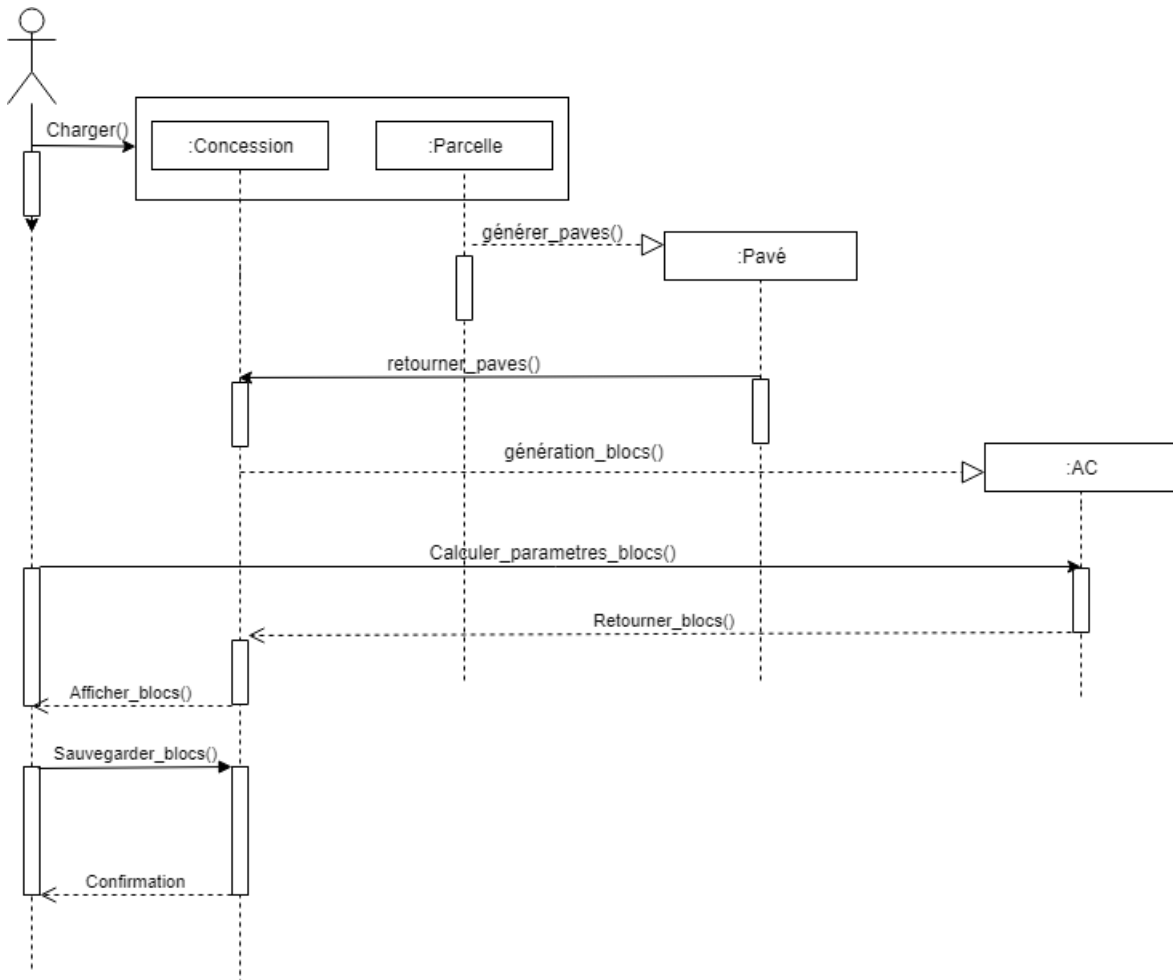 Charger()
:Concession
:Parcelle
générer_paves()
:Pavé
retourner_paves()
génération_blocs()
:AC
Calculer_parametres_blocs()
Retourner_blocs()
Afficher_blocs()
Sauvegarder_blocs()
Confirmation